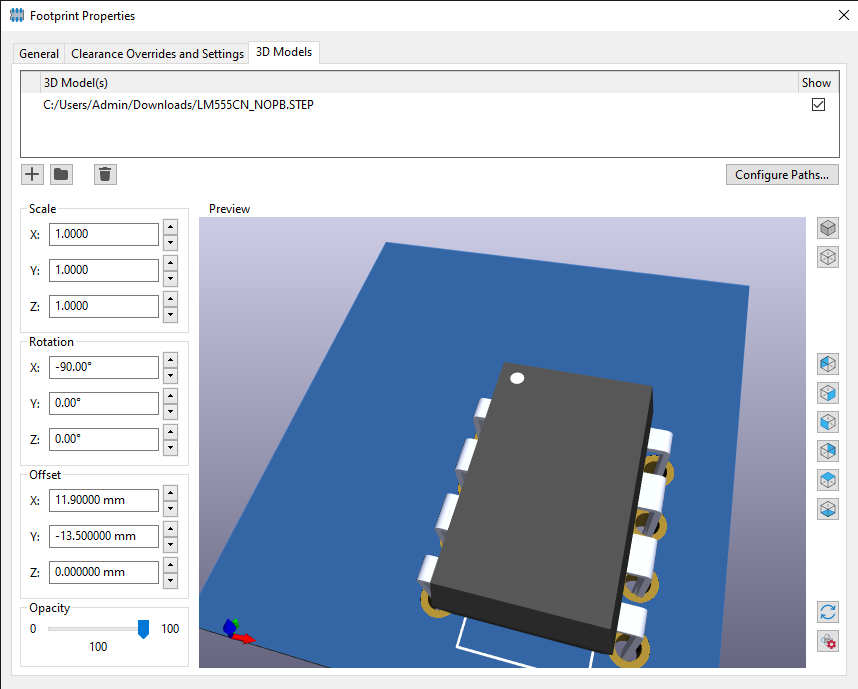 Footprint Properties
General
Clearance Overrides and Settings
3D Models
3D Model(s)
Show
C:/Users/Admin/Downloads/LM555CN_NOPB.STEP
Configure Paths...
Scale
X:
1.0000
Y:
1.0000
Z:
1.0000
Rotation
X:
-90.00°
Y:
0.00°
Z:
0.00°
Offset
X:
11.90000 mm
Y:
-13.500000 mm
Z:
0.000000 mm
Opacity
0
100
100
Preview